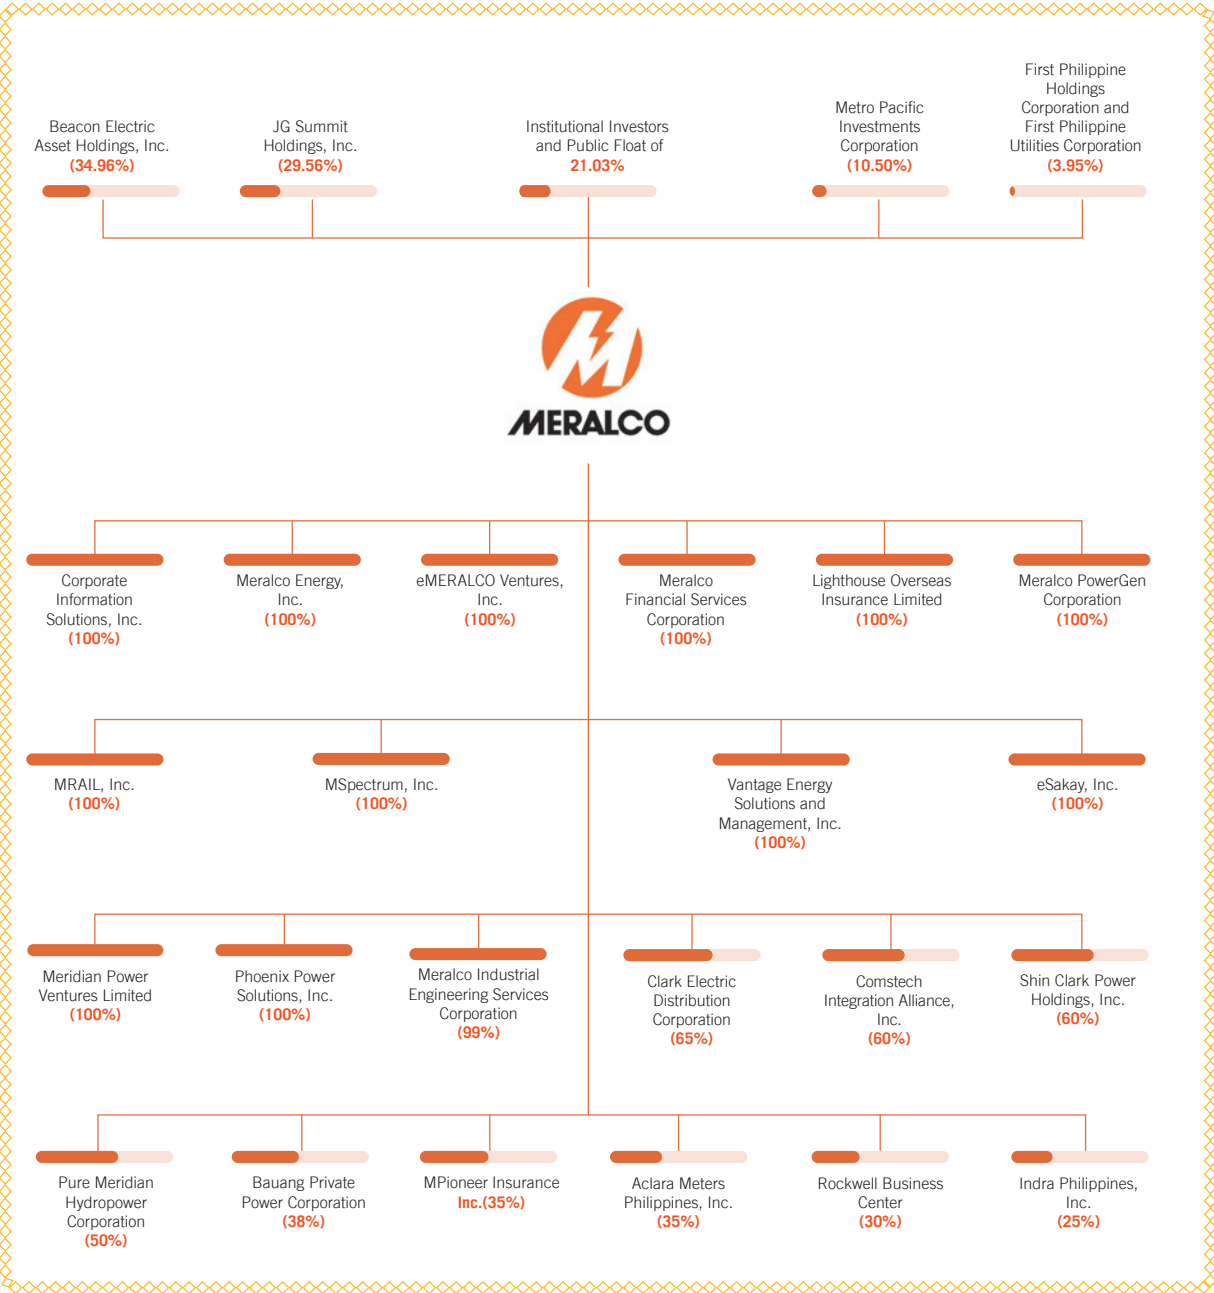 Beacon Electric
Asset Holdings, Inc.
(34.96%)
JG Summit
Holdings, Inc.
(29.56%)
Institutional Investors
and Public Float of
21.03%
Metro Pacific
Investments
Corporation
(10.50%)
First Philippine
Holdings
Corporation and
First Philippine
Utilities Corporation
(3.95%)
MERALCO
Corporate
Information
Solutions, Inc.
(100%)
Meralco Energy,
Inc.
(100%)
eMERALCO Ventures,
Inc.
(100%)
Meralco
Financial Services
Corporation
(100%)
Lighthouse Overseas
Insurance Limited
(100%)
Meralco PowerGen
Corporation
(100%)
MRAIL, Inc.
(100%)
MSpectrum, Inc.
(100%)
Vantage Energy
Solutions and
Management, Inc.
(100%)
eSakay, Inc.
(100%)
Meridian Power
Ventures Limited
(100%)
Phoenix Power
Solutions, Inc.
(100%)
Meralco Industrial
Engineering Services
Corporation
(99%)
Clark Electric
Distribution
Corporation
(65%)
Comstech
Integration Alliance,
Inc.
(60%)
Shin Clark Power
Holdings, Inc.
(60%)
Pure Meridian
Hydropower
Corporation
(50%)
Bauang Private
Power Corporation
(38%)
MPioneer Insurance
Inc.(35%)
Aclara Meters
Philippines, Inc.
(35%)
Rockwell Business
Center
(30%)
Indra Philippines,
Inc.
(25%)